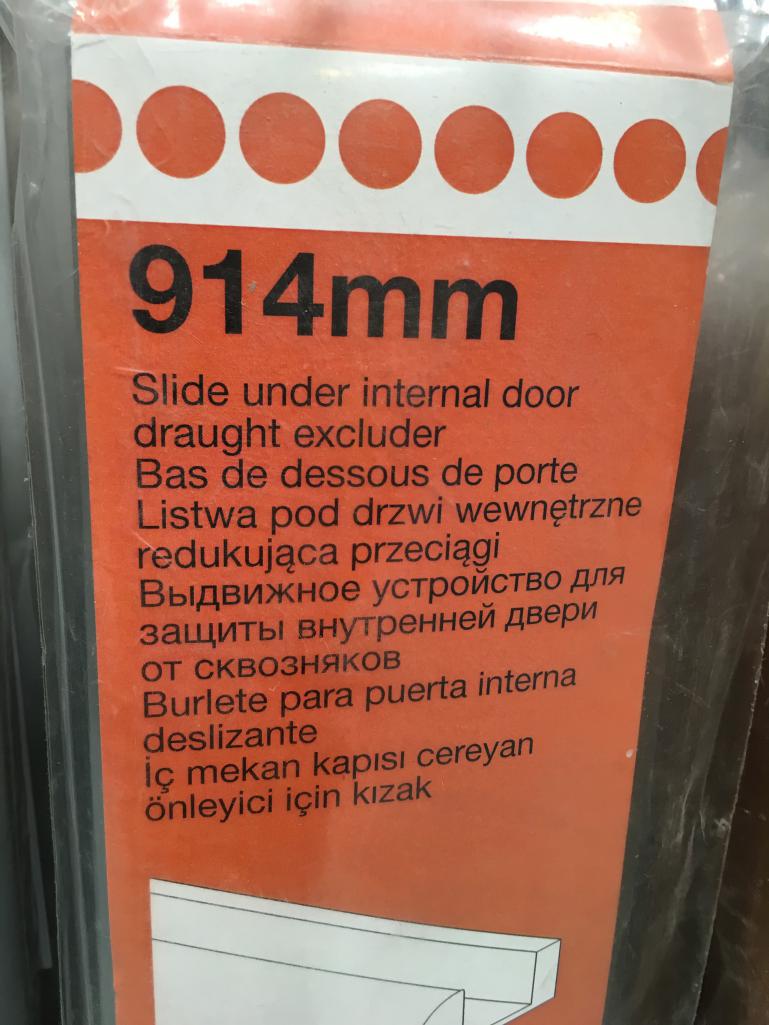 914mm
Slide under internal door
draught excluder
Bas de dessous de porte
Listwa pod drzwi wewnętrzne
redukująca przeciągi
Выдвижное устройство для
защиты внутренней двери
от сквозняков
Burlete para puerta interna
deslizante
İç mekan kapısı cereyan
önleyici için kızak